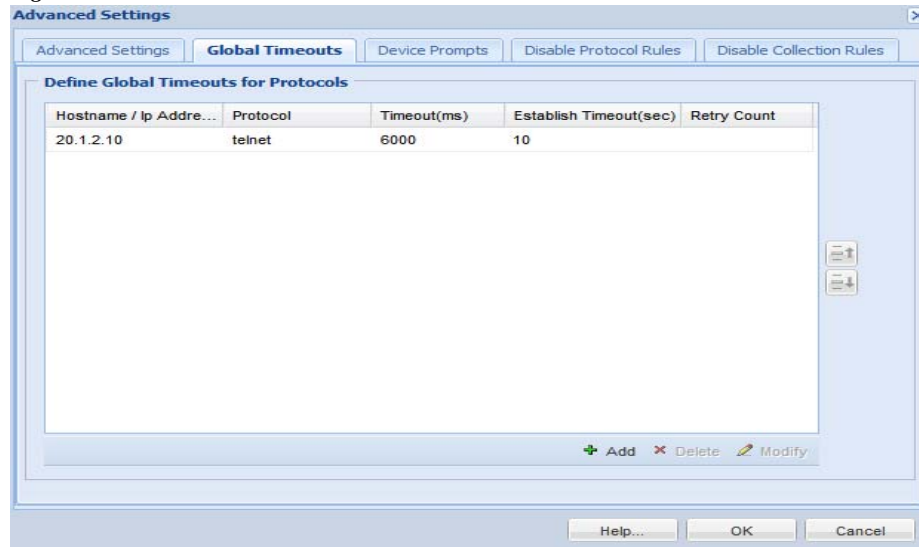 Advanced Settings
Advanced Settings Global Timeouts Device Prompts Disable Protocol Rules Disable Collection Rules
Define Global Timeouts for Protocols
Hostname / Ip Addre... Protocol Timeout(ms) Establish Timeout(sec) Retry Count
20.1.2.10 telnet 6000 10
Add Delete Modify
Help... OK Cancel